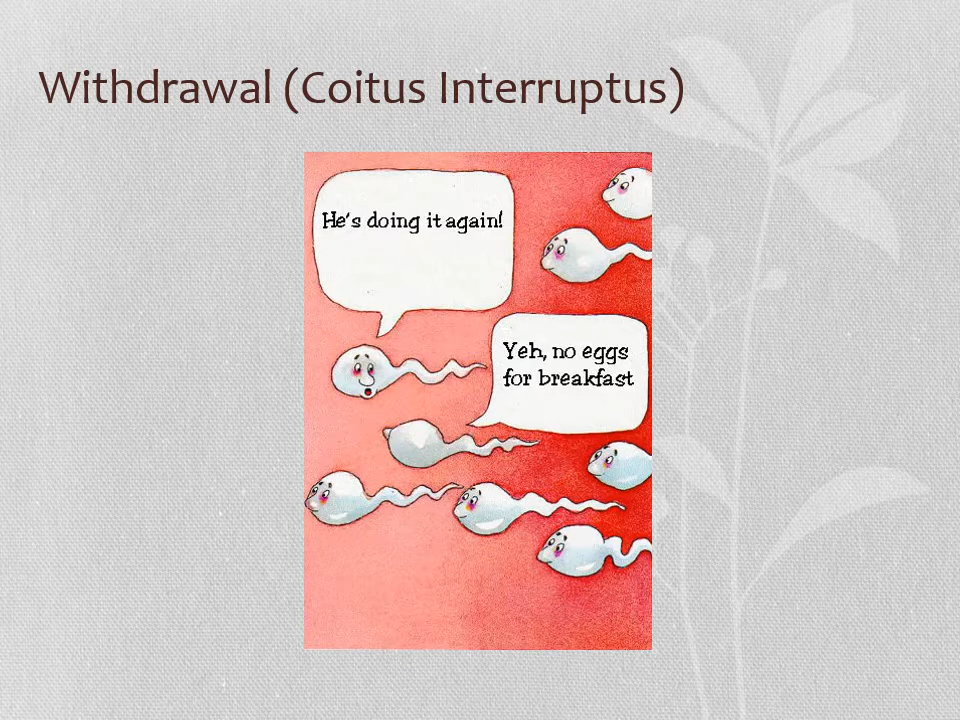 Withdrawal (Coitus Interruptus)
He's doing it again!
Yeh, no eggs
for breakfast